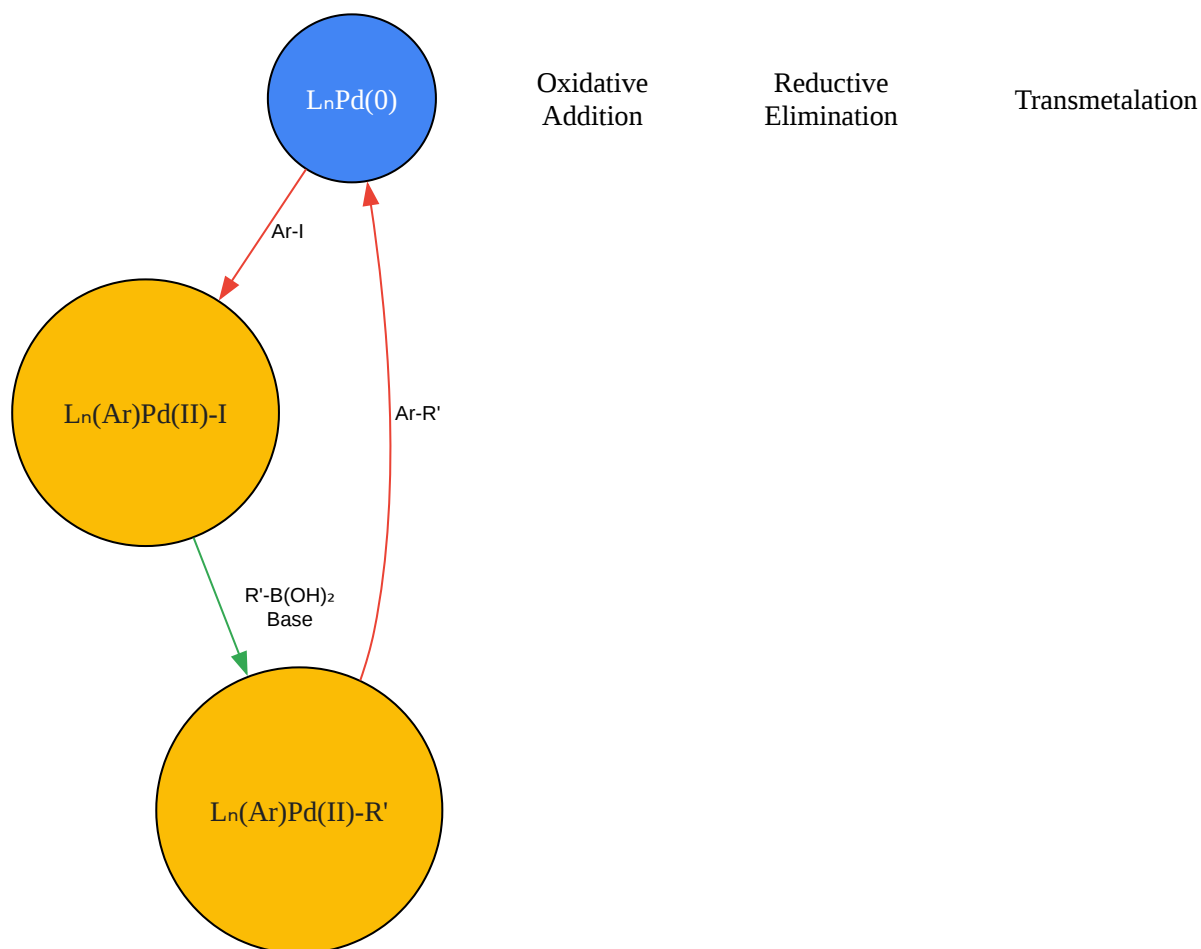 LₙPd(0)
Oxidative
Addition
Reductive
Elimination
Transmetalation
Ar-I
Lₙ(Ar)Pd(II)-I
Ar-R'
R'-B(OH)₂
Base
Lₙ(Ar)Pd(II)-R'